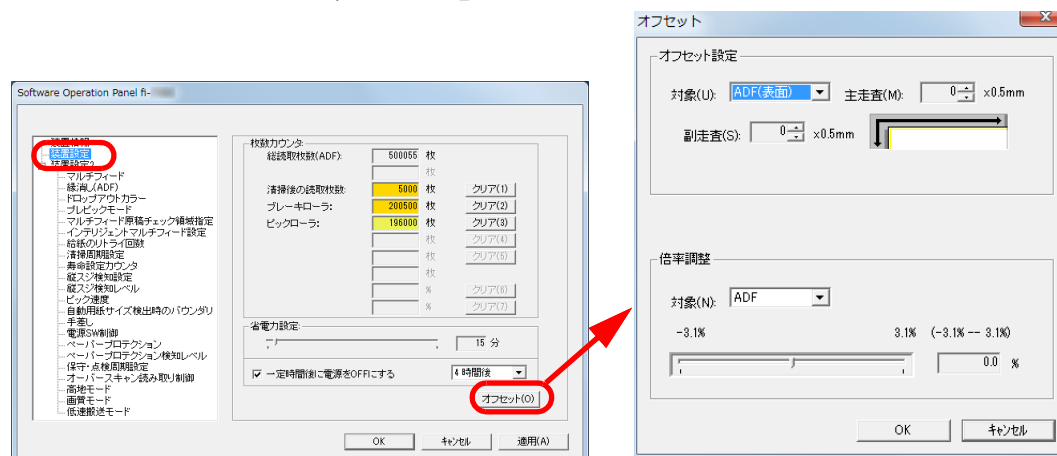 Software Operation Panel fi-
装置情報
装置設定
装置設定2
マルチフィード
縁消し(ADF)
ドロップアウトカラー
プレピックモード
マルチフィード原稿チェック領域指定
インテリジェントマルチフィード設定
給紙のリトライ回数
清掃周期設定
寿命設定カウンタ
縦スジ検知設定
縦スジ検知レベル
ピック速度
自動用紙サイズ検出時のバウンダリ
手差し
電源SW制御
ペーパープロテクション
ペーパープロテクション検知レベル
保守・点検周期設定
オーバースキャン読み取り制御
高地モード
画質モード
低速搬送モード
枚数カウンタ:
総読取枚数(ADF): 500055 枚
枚
清掃後の読取枚数: 5000 枚 クリア(1)
ブレーキローラ: 200500 枚 クリア(2)
ピックローラ: 196000 枚 クリア(3)
枚 クリア(4)
枚 クリア(5)
枚
% クリア(6)
% クリア(7)
省電力設定:
15 分
一定時間後に電源をOFFにする 4 時間後
オフセット(O)
OK キャンセル 適用(A)
オフセット
オフセット設定
対象(U): ADF(表面) 主走査(M): 0 ×0.5mm
副走査(S): 0 ×0.5mm
倍率調整
対象(N): ADF
-3.1% 3.1% (-3.1% -- 3.1%)
0.0 %
OK キャンセル